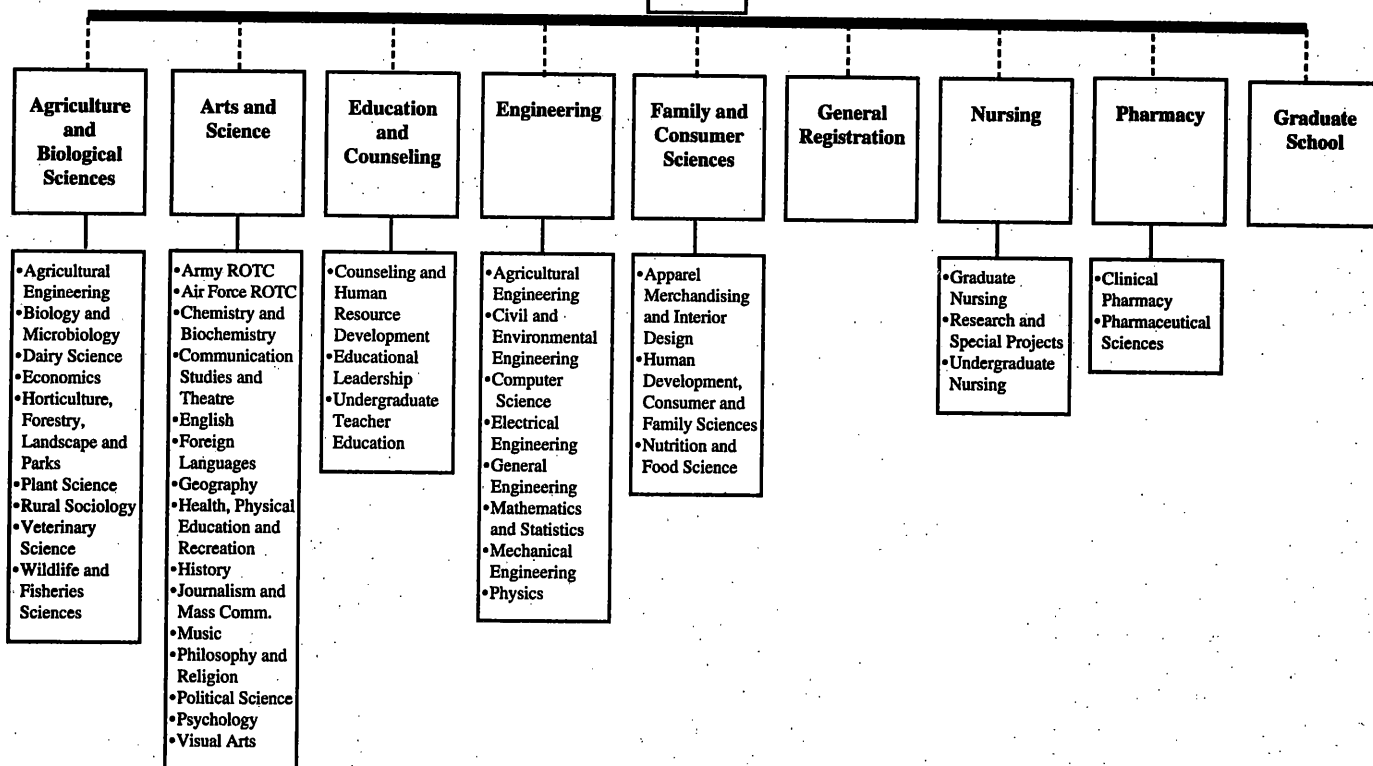 Agriculture
and
Biological
Sciences
Arts and
Science
Education
and
Counseling
Engineering
Family and
Consumer
Sciences
General
Registration
Nursing
Pharmacy
Graduate
School
•Agricultural
Engineering
•Biology and
Microbiology
•Dairy Science
•Economics
•Horticulture,
Forestry,
Landscape and
Parks
•Plant Science
•Rural Sociology
•Veterinary
Science
•Wildlife and
Fisheries
Sciences
•Army ROTC
•Air Force ROTC
•Chemistry and
Biochemistry
•Communication
Studies and
Theatre
•English
•Foreign
Languages
•Geography
•Health, Physical
Education and
Recreation
•History
•Journalism and
Mass Comm.
•Music
•Philosophy and
Religion
•Political Science
•Psychology
•Visual Arts
•Counseling and
Human
Resource
Development
•Educational
Leadership
•Undergraduate
Teacher
Education
•Agricultural
Engineering
•Civil and
Environmental
Engineering
•Computer
Science
•Electrical
Engineering
•General
Engineering
•Mathematics
and Statistics
•Mechanical
Engineering
•Physics
•Apparel
Merchandising
and Interior
Design
•Human
Development,
Consumer and
Family Sciences
•Nutrition and
Food Science
•Graduate
Nursing
•Research and
Special Projects
•Undergraduate
Nursing
•Clinical
Pharmacy
•Pharmaceutical
Sciences